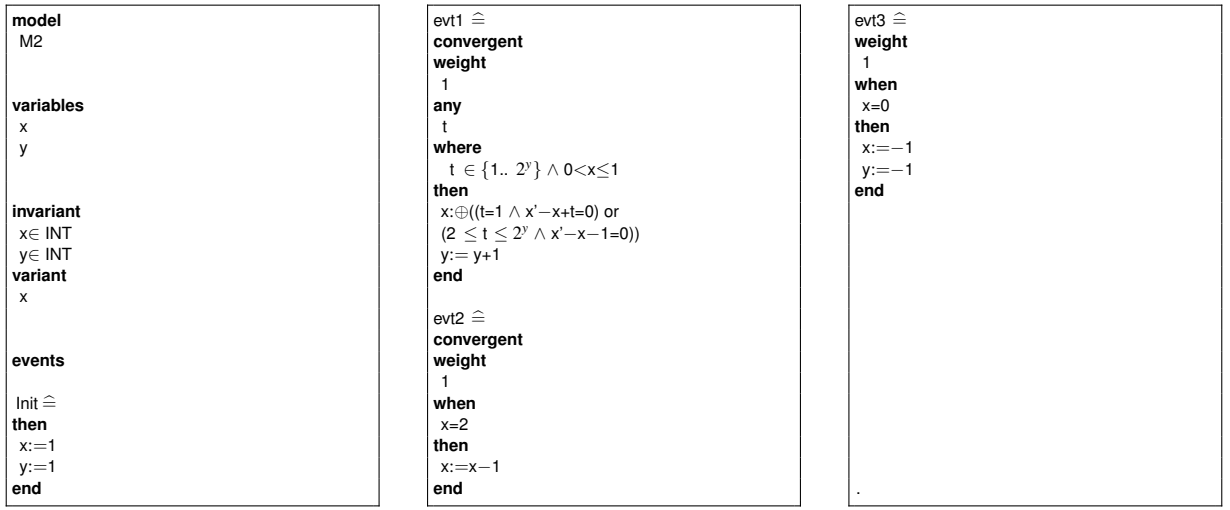 model
M2
variables
x
y
invariant
x∈ INT
y∈ INT
variant
x
events
Init ≙
then
x:=1
y:=1
end
evt1 ≙
convergent
weight
1
any
t
where
t ∈ {1.. 2^y} ∧ 0<x≤1
then
x:⊕((t=1 ∧ x'−x+t=0) or
(2 ≤ t ≤ 2^y ∧ x'−x−1=0))
y:= y+1
end
evt2 ≙
convergent
weight
1
when
x=2
then
x:=x−1
end
evt3 ≙
weight
1
when
x=0
then
x:=−1
y:=−1
end
.